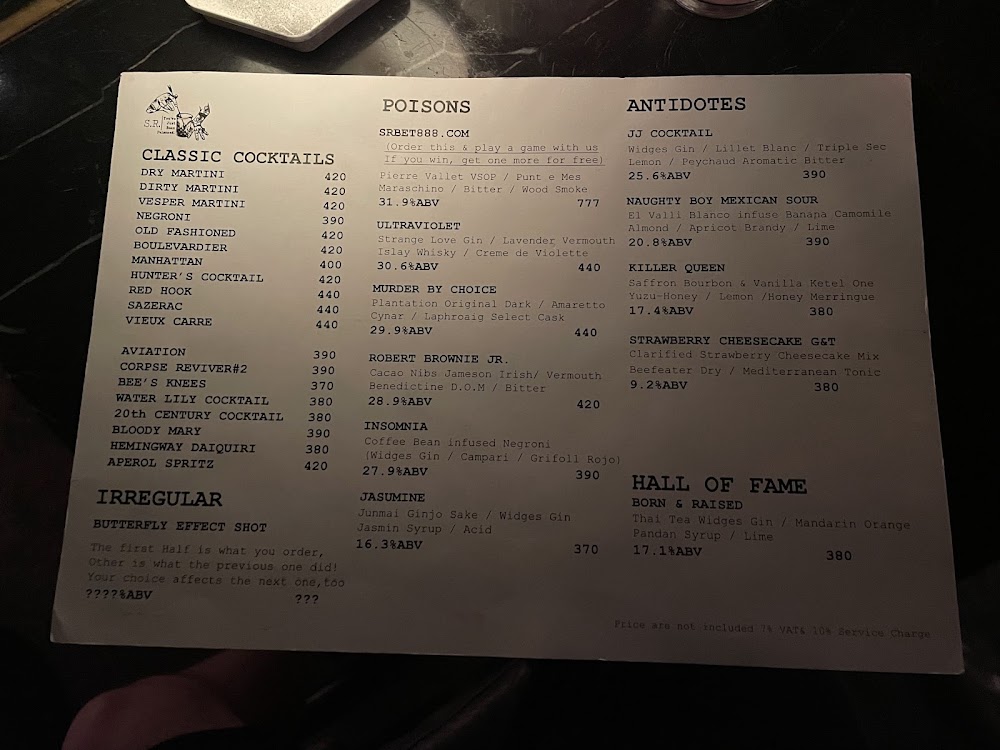 S.R.
CLASSIC COCKTAILS
DRY MARTINI 420
DIRTY MARTINI 420
VESPER MARTINI 420
NEGRONI 390
OLD FASHIONED 420
BOULEVARDIER 420
MANHATTAN 400
HUNTER'S COCKTAIL 420
RED HOOK 440
SAZERAC 440
VIEUX CARRE 440
AVIATION 390
CORPSE REVIVER#2 390
BEE'S KNEES 370
WATER LILY COCKTAIL 380
20th CENTURY COCKTAIL 380
BLOODY MARY 390
HEMINGWAY DAIQUIRI 380
APEROL SPRITZ 420
IRREGULAR
BUTTERFLY EFFECT SHOT
The first Half is what you order,
Other is what the previous one did!
Your choice affects the next one,too
????%ABV ???
POISONS
SRBET888.COM
(Order this & play a game with us
If you win, get one more for free)
Pierre Vallet VSOP / Punt e Mes
Maraschino / Bitter / Wood Smoke
31.9%ABV 777
ULTRAVIOLET
Strange Love Gin / Lavender Vermouth
Islay Whisky / Creme de Violette
30.6%ABV 440
MURDER BY CHOICE
Plantation Original Dark / Amaretto
Cynar / Laphroaig Select Cask
29.9%ABV 440
ROBERT BROWNIE JR.
Cacao Nibs Jameson Irish/ Vermouth
Benedictine D.O.M / Bitter
28.9%ABV 420
INSOMNIA
Coffee Bean infused Negroni
(Widges Gin / Campari / Grifoll Rojo)
27.9%ABV 390
JASUMINE
Junmai Ginjo Sake / Widges Gin
Jasmin Syrup / Acid
16.3%ABV 370
ANTIDOTES
JJ COCKTAIL
Widges Gin / Lillet Blanc / Triple Sec
Lemon / Peychaud Aromatic Bitter
25.6%ABV 390
NAUGHTY BOY MEXICAN SOUR
El Valli Blanco infuse Banana Camomile
Almond / Apricot Brandy / Lime
20.8%ABV 390
KILLER QUEEN
Saffron Bourbon & Vanilla Ketel One
Yuzu-Honey / Lemon /Honey Merringue
17.4%ABV 380
STRAWBERRY CHEESECAKE G&T
Clarified Strawberry Cheesecake Mix
Beefeater Dry / Mediterranean Tonic
9.2%ABV 380
HALL OF FAME
BORN & RAISED
Thai Tea Widges Gin / Mandarin Orange
Pandan Syrup / Lime
17.1%ABV 380
Price are not included 7% VAT& 10% Service Charge